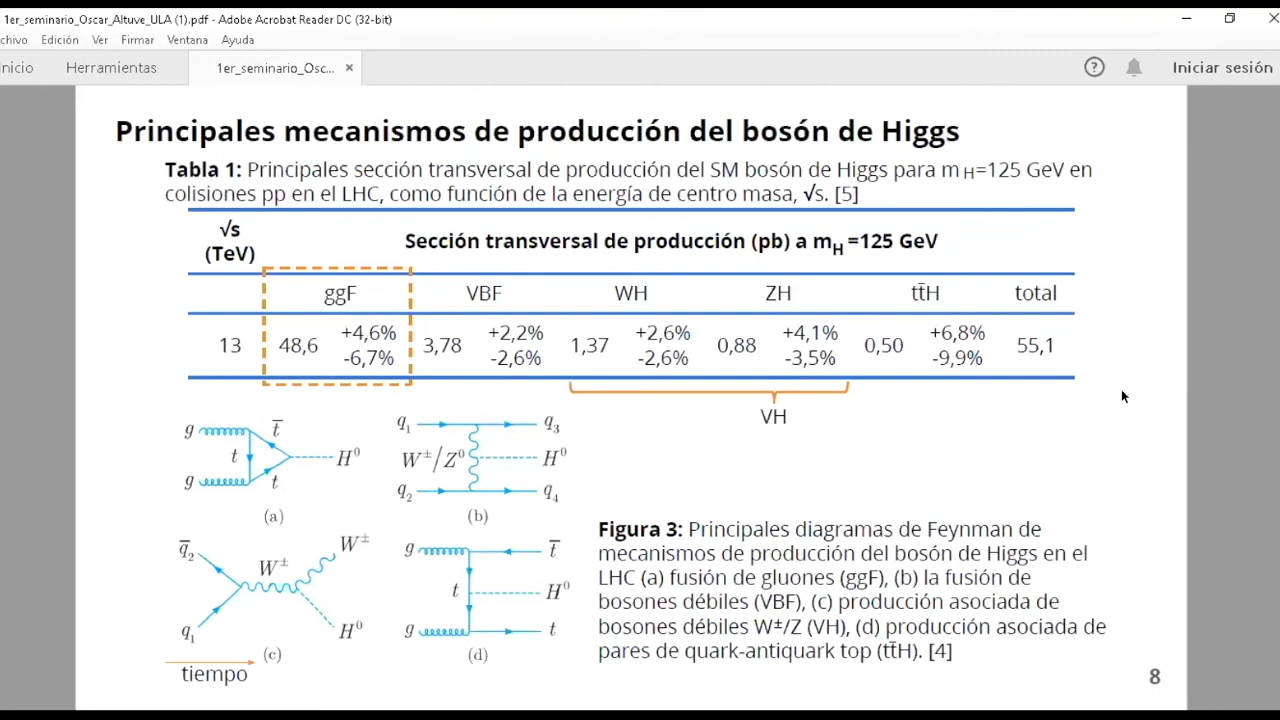 1er_seminario_Oscar_Altuve_ULA (1).pdf - Adobe Acrobat Reader DC (32-bit)
chivo Edición Ver Firmar Ventana Ayuda
nicio Herramientas 1er_seminario_Osc... × ? Iniciar sesión
Principales mecanismos de producción del bosón de Higgs
Tabla 1: Principales sección transversal de producción del SM bosón de Higgs para m H=125 GeV en
colisiones pp en el LHC, como función de la energía de centro masa, √s. [5]
√s
(TeV)
Sección transversal de producción (pb) a mH =125 GeV
ggF VBF WH ZH tt̄H total
13 48,6 +4,6% -6,7% 3,78 +2,2% -2,6% 1,37 +2,6% -2,6% 0,88 +4,1% -3,5% 0,50 +6,8% -9,9% 55,1
VH
g t̄ t g t H⁰
(a)
q₁ q₃ W±/Z⁰ H⁰ q₂ q₄
(b)
q̄₂ W± W± q₁ H⁰
(c)
g t̄ t H⁰ g t
(d)
tiempo
Figura 3: Principales diagramas de Feynman de
mecanismos de producción del bosón de Higgs en el
LHC (a) fusión de gluones (ggF), (b) la fusión de
bosones débiles (VBF), (c) producción asociada de
bosones débiles W±/Z (VH), (d) producción asociada de
pares de quark-antiquark top (tt̄H). [4]
8